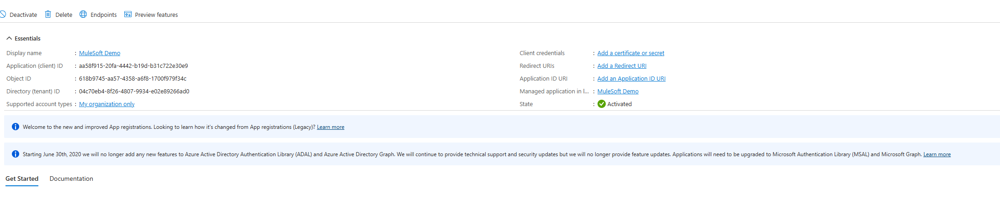 Deactivate Delete Endpoints Preview features
Essentials
Display name : MuleSoft Demo
Application (client) ID : aa58f915-20fa-4442-b19d-b31c722e30e9
Object ID : 618b9745-aa57-4358-a6f8-1700f979f34c
Directory (tenant) ID : 04c70eb4-8f26-4807-9934-e02e89266ad0
Supported account types : My organization only
Client credentials : Add a certificate or secret
Redirect URIs : Add a Redirect URI
Application ID URI : Add an Application ID URI
Managed application in l... : MuleSoft Demo
State : Activated
Welcome to the new and improved App registrations. Looking to learn how it's changed from App registrations (Legacy)? Learn more
Starting June 30th, 2020 we will no longer add any new features to Azure Active Directory Authentication Library (ADAL) and Azure Active Directory Graph. We will continue to provide technical support and security updates but we will no longer provide feature updates. Applications will need to be upgraded to Microsoft Authentication Library (MSAL) and Microsoft Graph. Learn more
Get Started Documentation